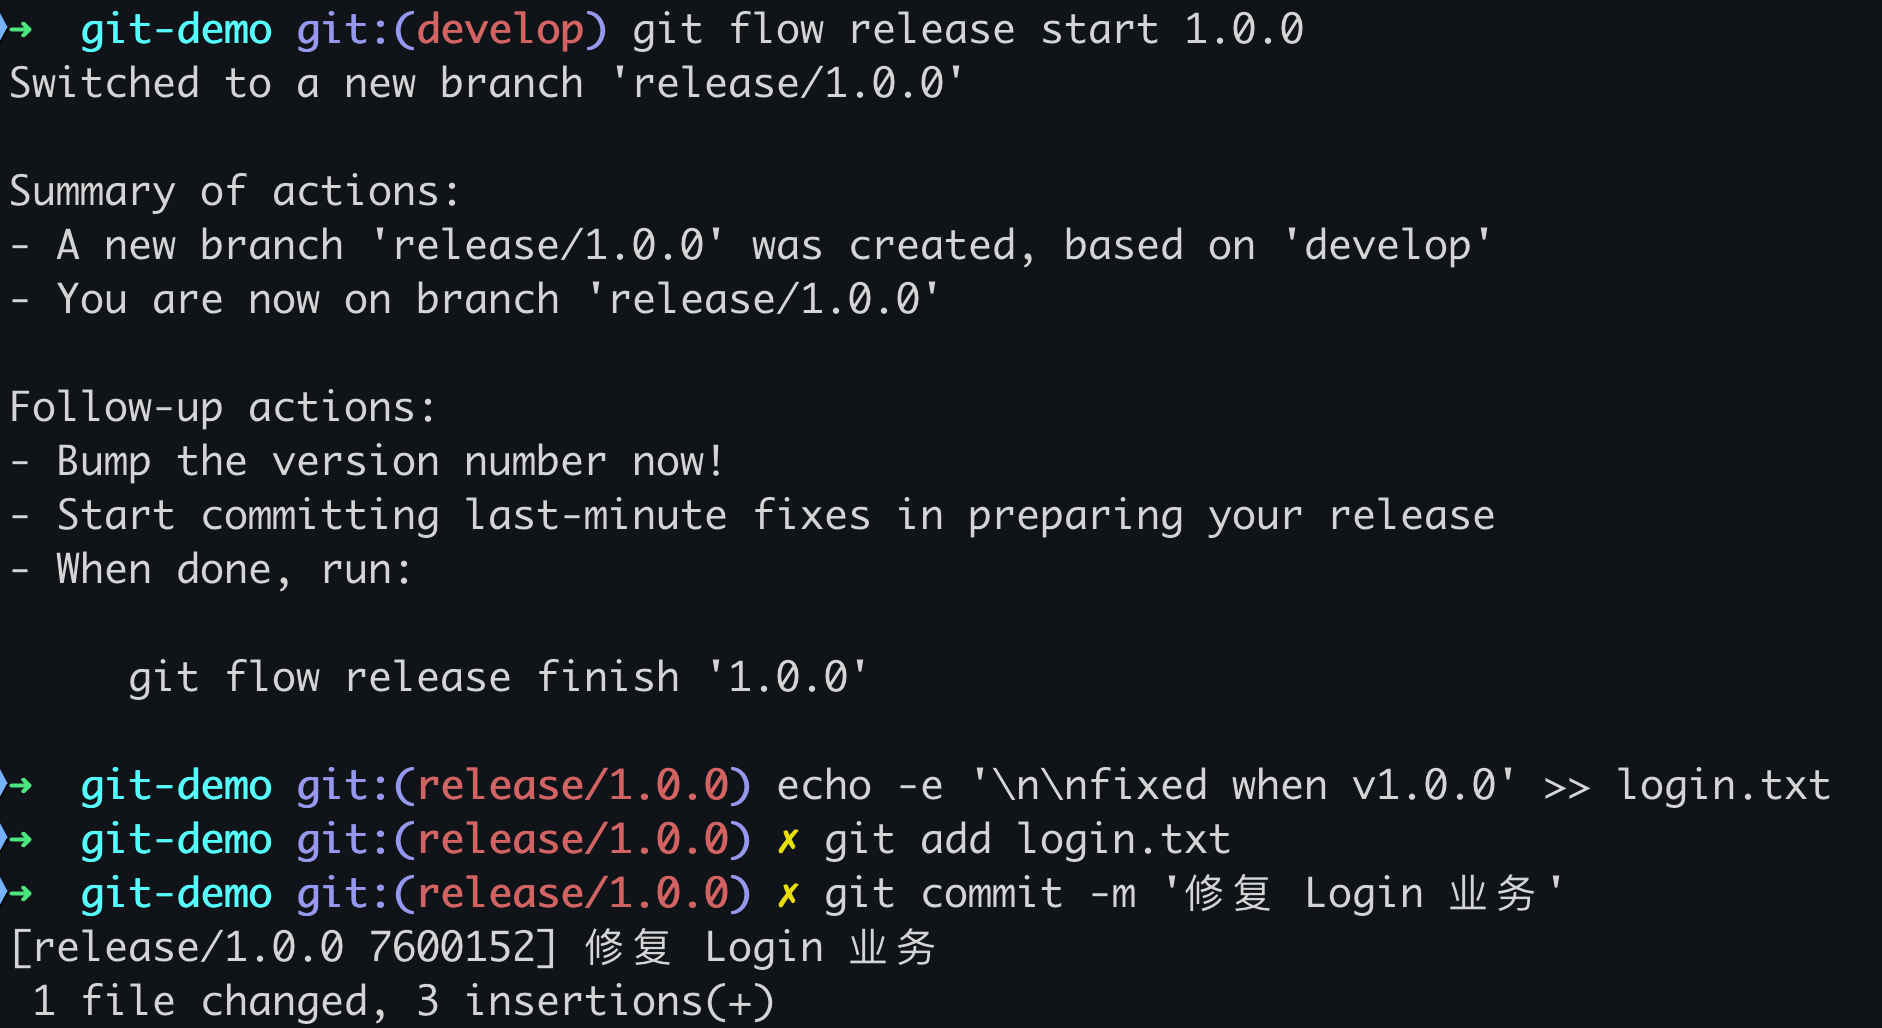 ➜  git-demo git:(develop) git flow release start 1.0.0
Switched to a new branch 'release/1.0.0'

Summary of actions:
- A new branch 'release/1.0.0' was created, based on 'develop'
- You are now on branch 'release/1.0.0'

Follow-up actions:
- Bump the version number now!
- Start committing last-minute fixes in preparing your release
- When done, run:

     git flow release finish '1.0.0'

➜  git-demo git:(release/1.0.0) echo -e '\n\nfixed when v1.0.0' >> login.txt
➜  git-demo git:(release/1.0.0) ✗ git add login.txt
➜  git-demo git:(release/1.0.0) ✗ git commit -m '修复 Login 业务'
[release/1.0.0 7600152] 修复 Login 业务
 1 file changed, 3 insertions(+)